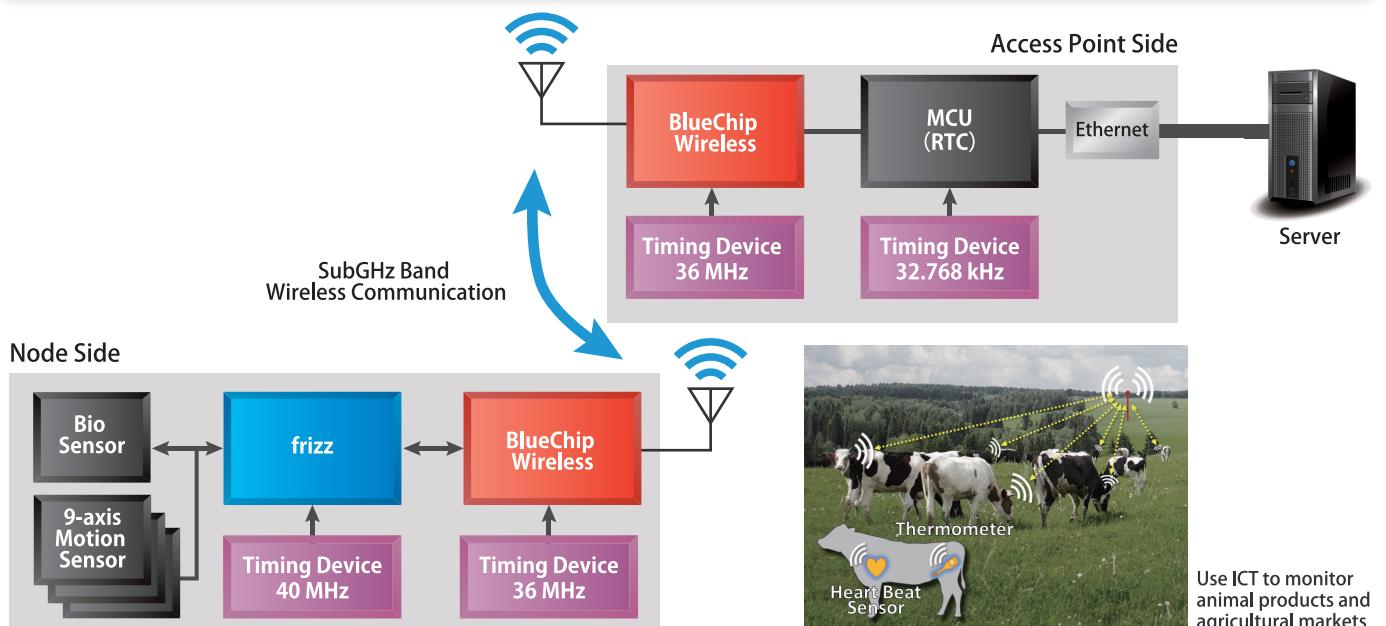 Access Point Side
BlueChip
Wireless
MCU
(RTC)
Ethernet
Timing Device
36 MHz
Timing Device
32.768 kHz
Server
SubGHz Band
Wireless Communication
Node Side
Bio
Sensor
frizz
BlueChip
Wireless
9-axis
Motion
Sensor
Timing Device
40 MHz
Timing Device
36 MHz
Thermometer
Heart Beat
Sensor
Use ICT to monitor
animal products and
agricultural markets